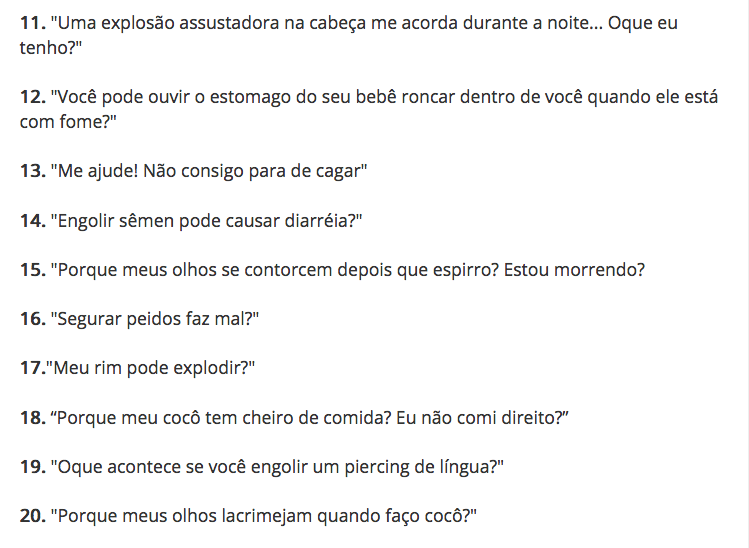 11. "Uma explosão assustadora na cabeça me acorda durante a noite... Oque eu
tenho?"
12. "Você pode ouvir o estomago do seu bebê roncar dentro de você quando ele está
com fome?"
13. "Me ajude! Não consigo para de cagar"
14. "Engolir sêmen pode causar diarréia?"
15. "Porque meus olhos se contorcem depois que espirro? Estou morrendo?
16. "Segurar peidos faz mal?"
17."Meu rim pode explodir?"
18. “Porque meu cocô tem cheiro de comida? Eu não comi direito?”
19. "Oque acontece se você engolir um piercing de língua?"
20. "Porque meus olhos lacrimejam quando faço cocô?"